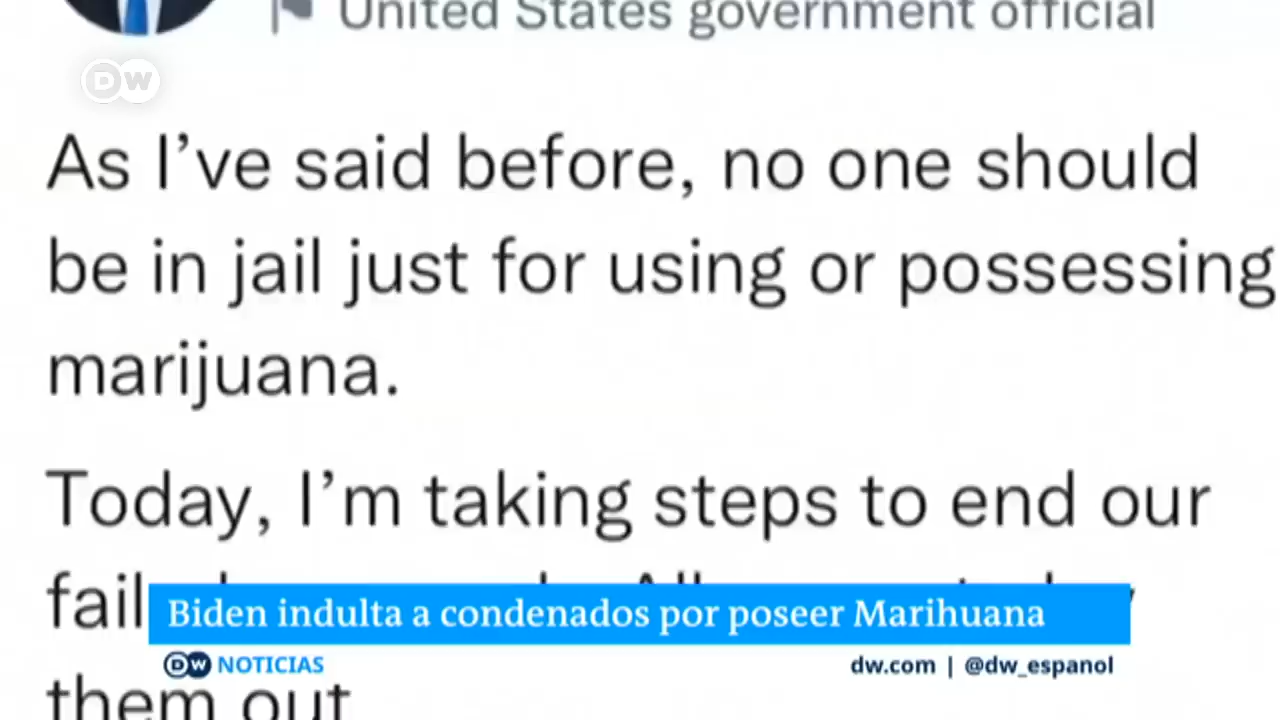 United States government official
DW
As I've said before, no one should
be in jail just for using or possessing
marijuana.
Today, I'm taking steps to end our
fail
Biden indulta a condenados por poseer Marihuana
DW NOTICIAS
dw.com | @dw_espanol
them out